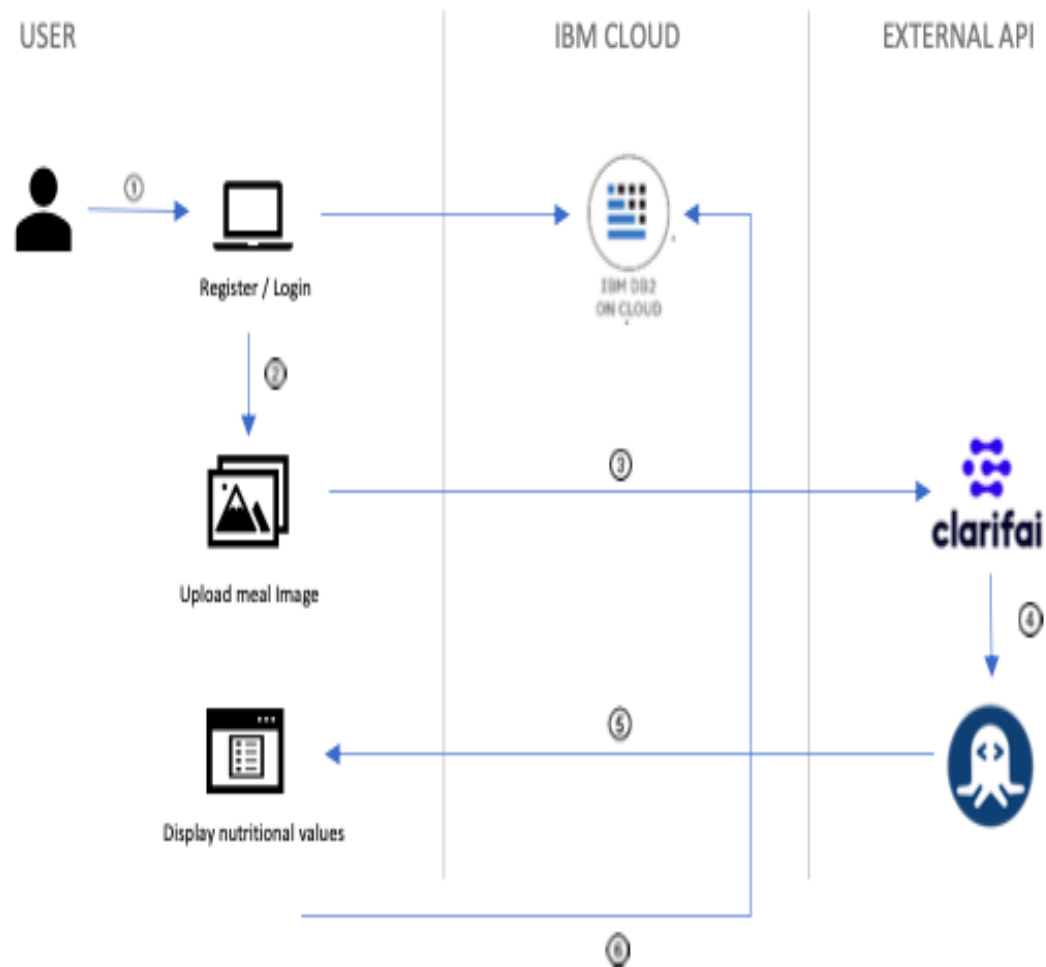 USER
IBM CLOUD
EXTERNAL API
①
Register / Login
IBM DB2
ON CLOUD
②
③
clarifai
Upload meal Image
④
⑤
Display nutritional values
⑥